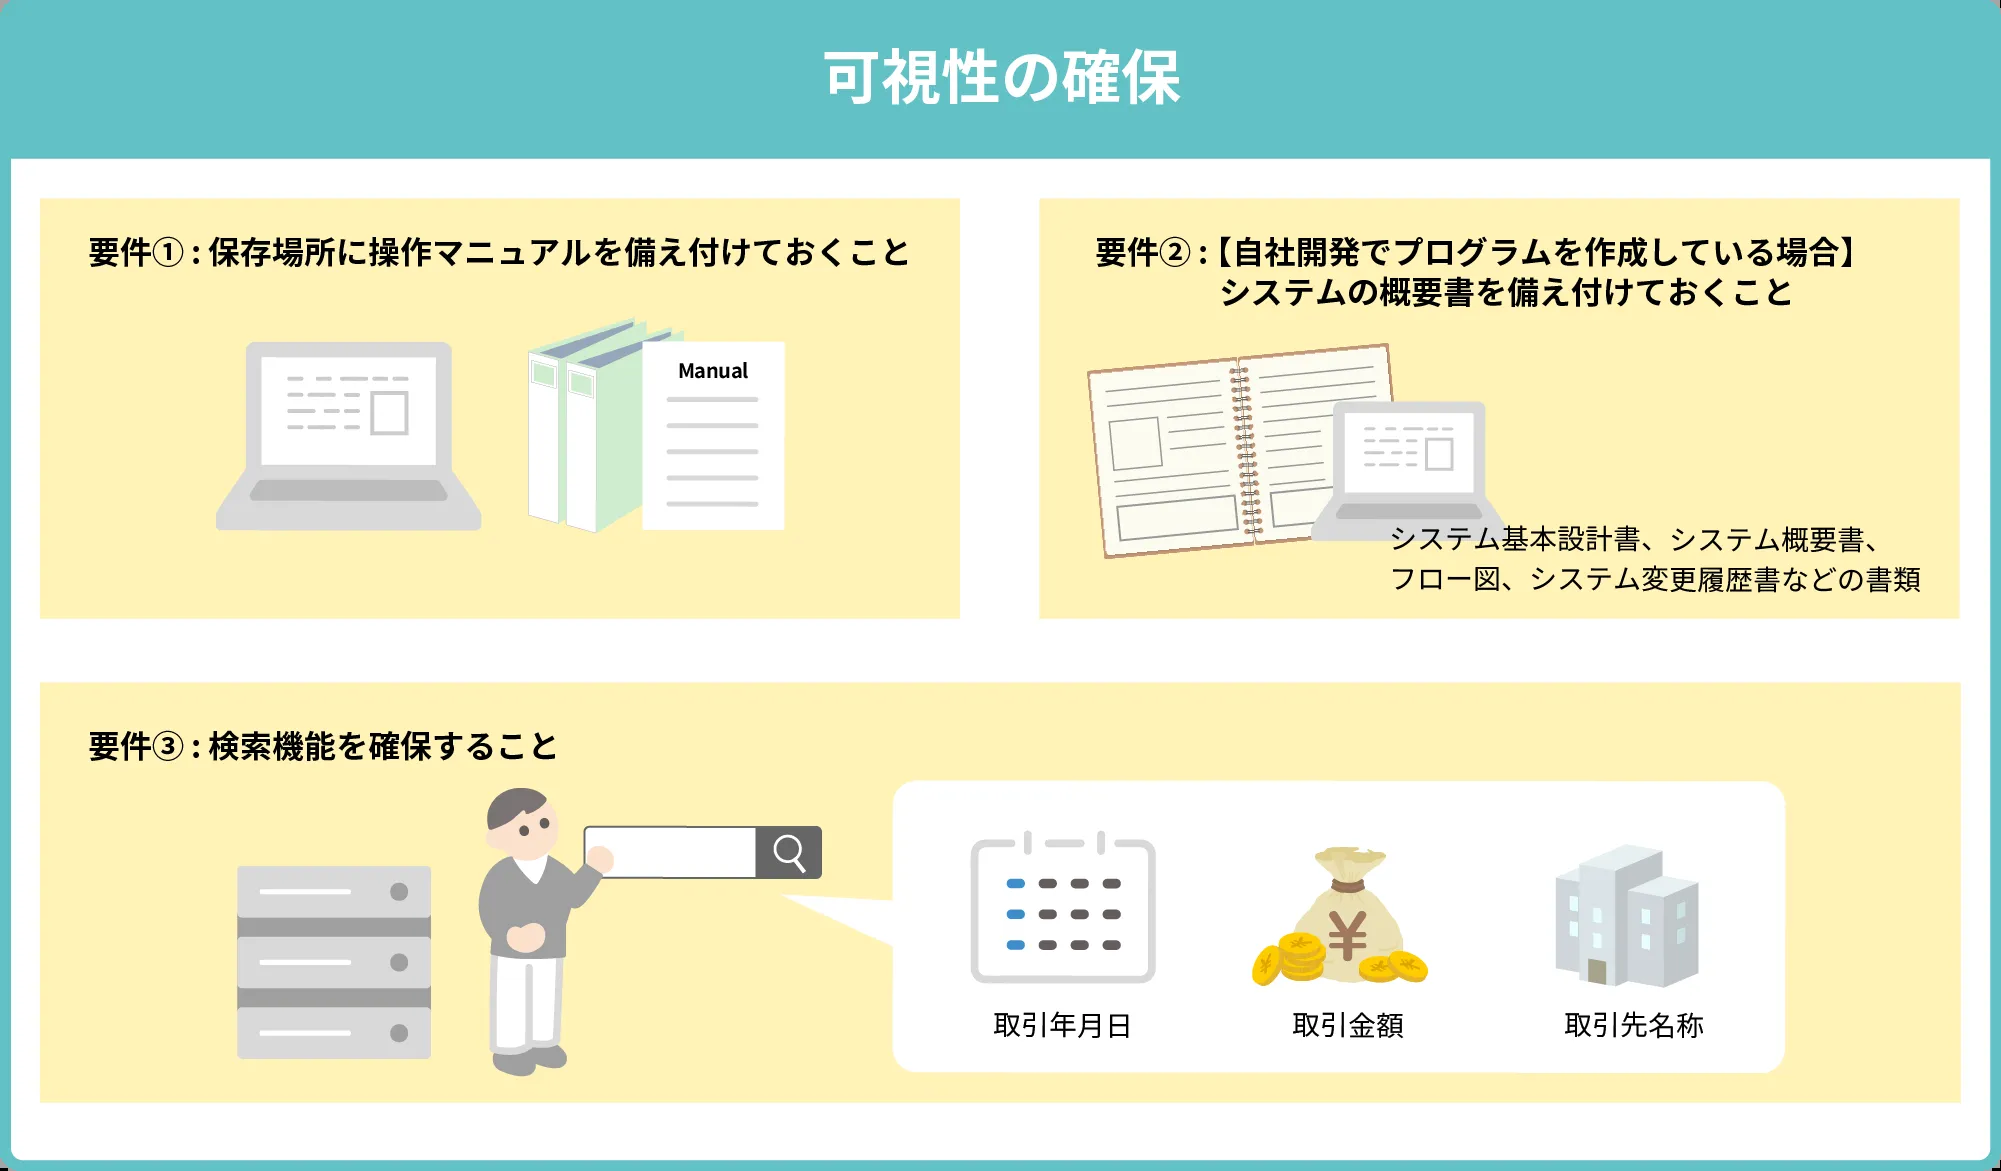 可視性の確保
要件①：保存場所に操作マニュアルを備え付けておくこと
Manual
要件②：【自社開発でプログラムを作成している場合】
システムの概要書を備え付けておくこと
システム基本設計書、システム概要書、
フロー図、システム変更履歴書などの書類
要件③：検索機能を確保すること
¥
取引年月日
取引金額
取引先名称